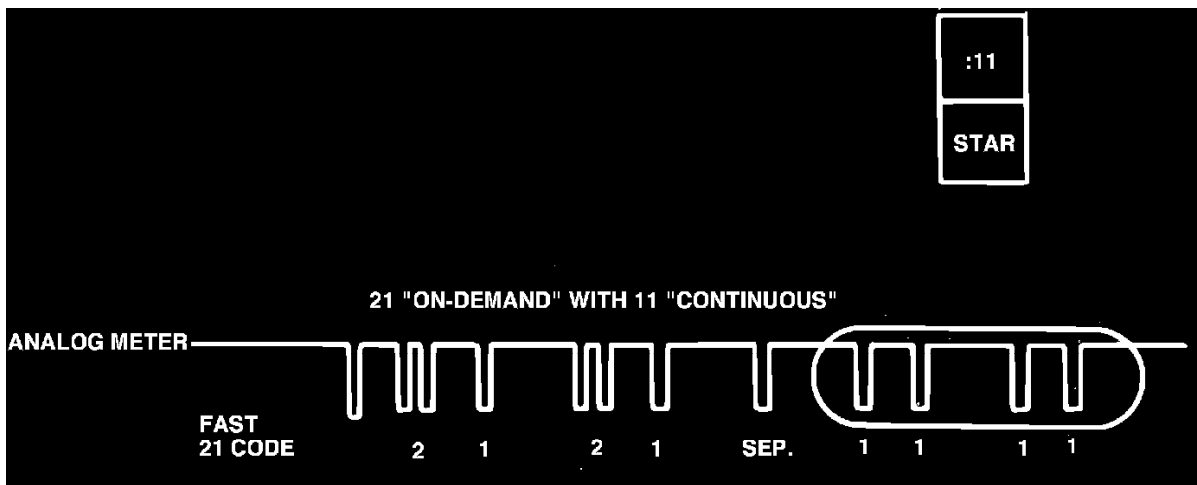 :11
STAR
21 "ON-DEMAND" WITH 11 "CONTINUOUS"
ANALOG METER
FAST
21 CODE 2 1 2 1 SEP. 1 1 1 1